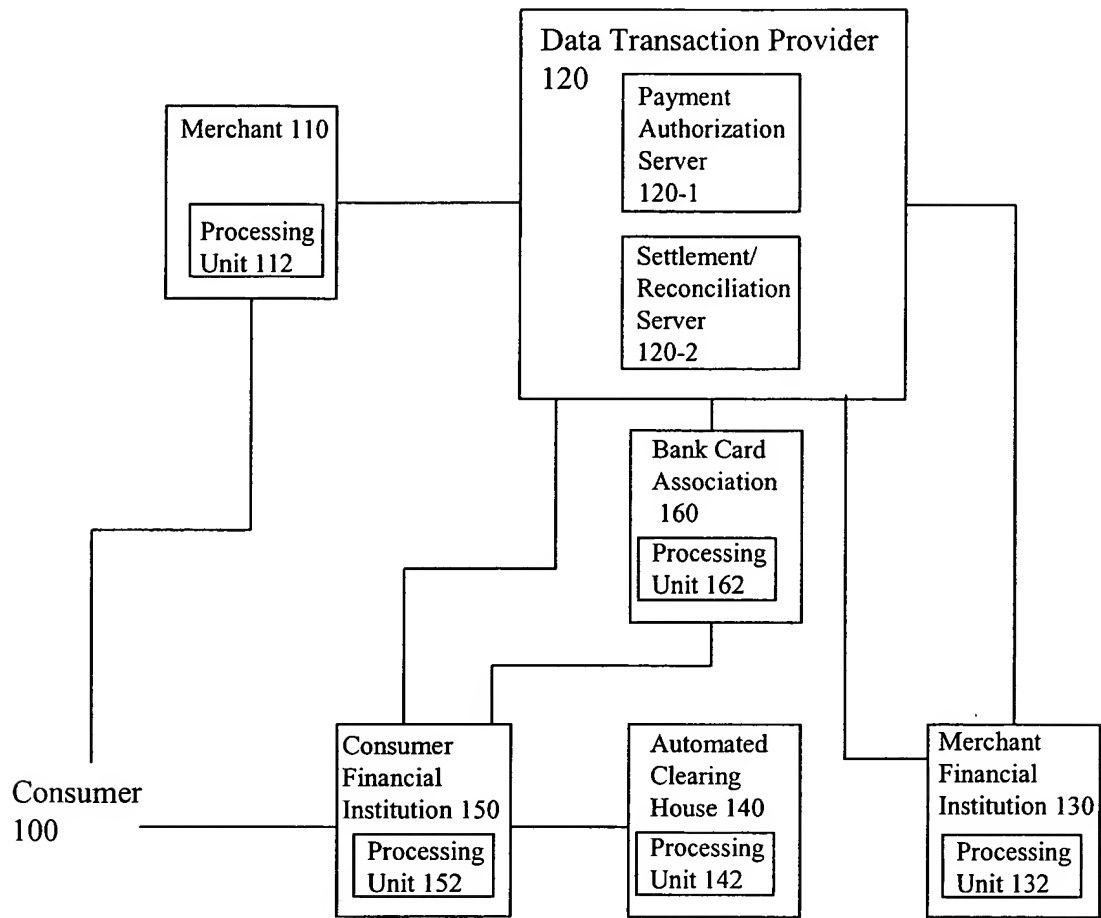 Data Transaction Provider
120
Payment
Authorization
Server
120-1
Settlement/
Reconciliation
Server
120-2
Merchant 110
Processing
Unit 112
Bank Card
Association
160
Processing
Unit 162
Consumer
100
Consumer
Financial
Institution 150
Processing
Unit 152
Automated
Clearing
House 140
Processing
Unit 142
Merchant
Financial
Institution 130
Processing
Unit 132